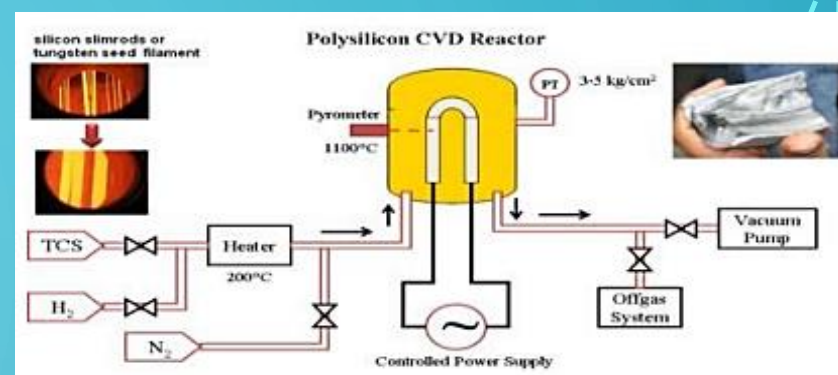 silicon slimrods or
tungsten seed filament
Polysilicon CVD Reactor
PT
3-5 kg/cm²
Pyrometer
1100°C
TCS
Heater
200°C
H₂
N₂
Controlled Power Supply
Vacuum
Pump
Offgas
System